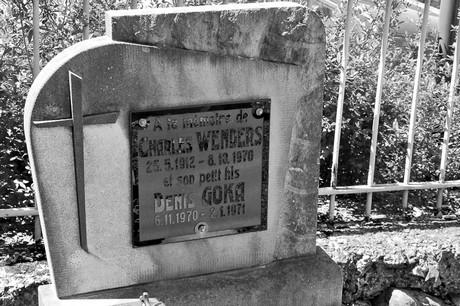 A la mémoire de
CHARLES WENDERS
25.5.1912 - 8.10.1970
et son petit fils
DENIS GOKA
6.11.1970 - 2.1.1971